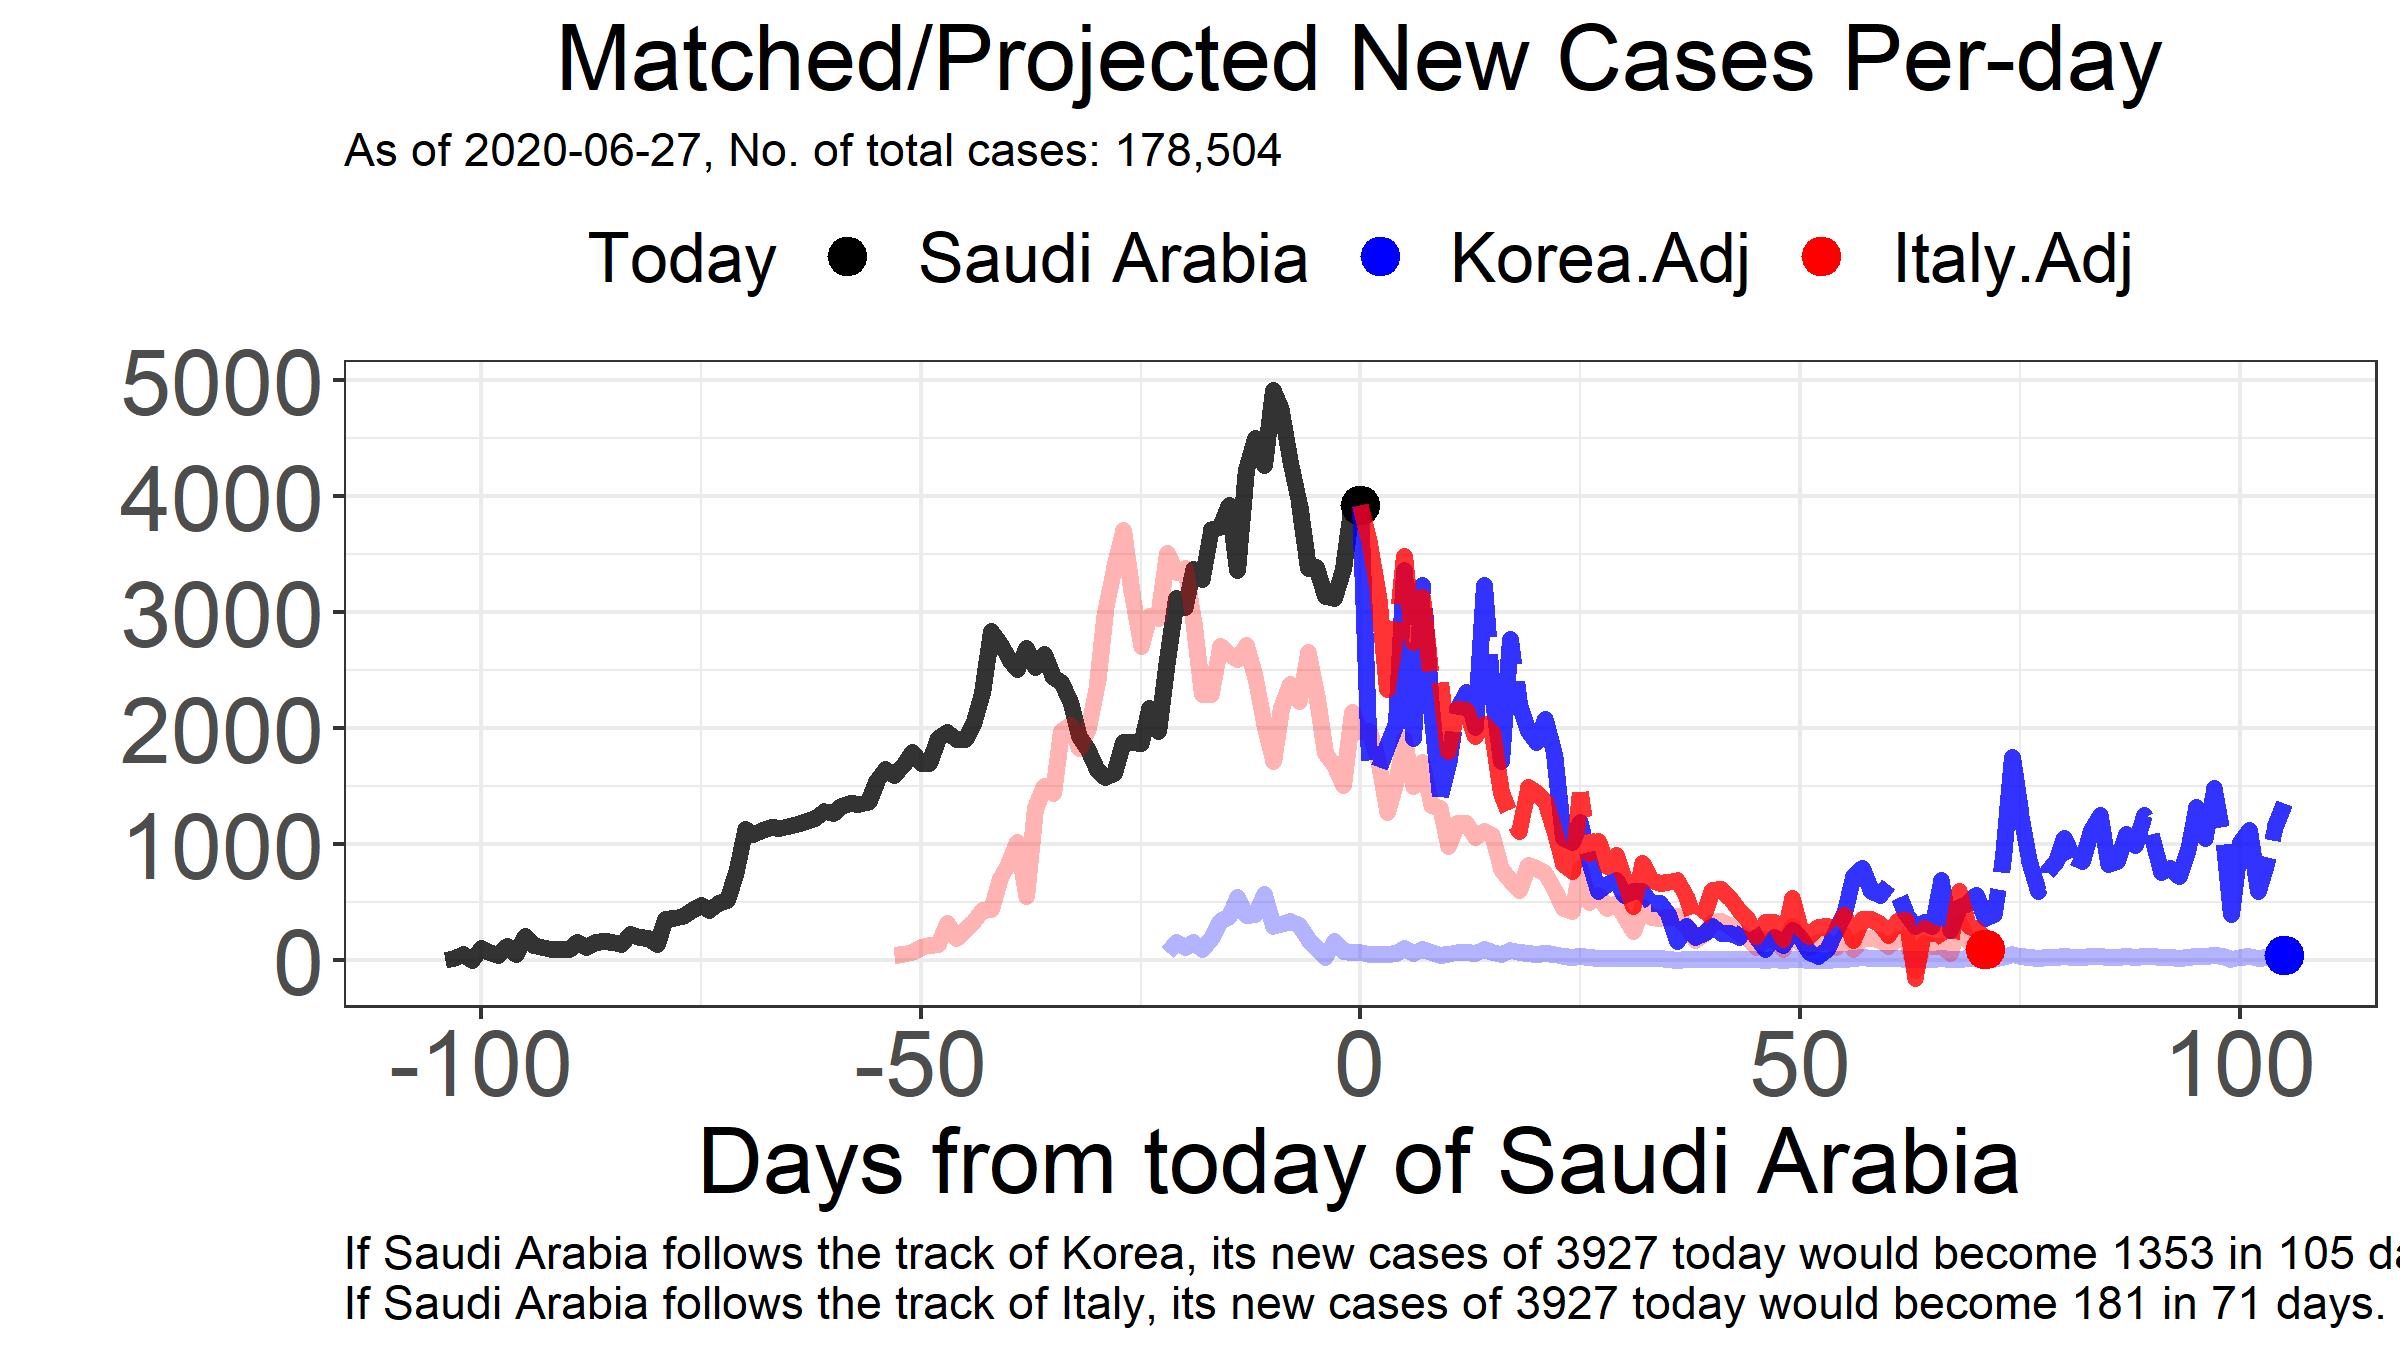 Matched/Projected New Cases Per-day
As of 2020-06-27, No. of total cases: 178,504
Today Saudi Arabia Korea.Adj Italy.Adj
5000
4000
3000
2000
1000
0
-100 -50 0 50 100
Days from today of Saudi Arabia
If Saudi Arabia follows the track of Korea, its new cases of 3927 today would become 1353 in 105
If Saudi Arabia follows the track of Italy, its new cases of 3927 today would become 181 in 71 days.